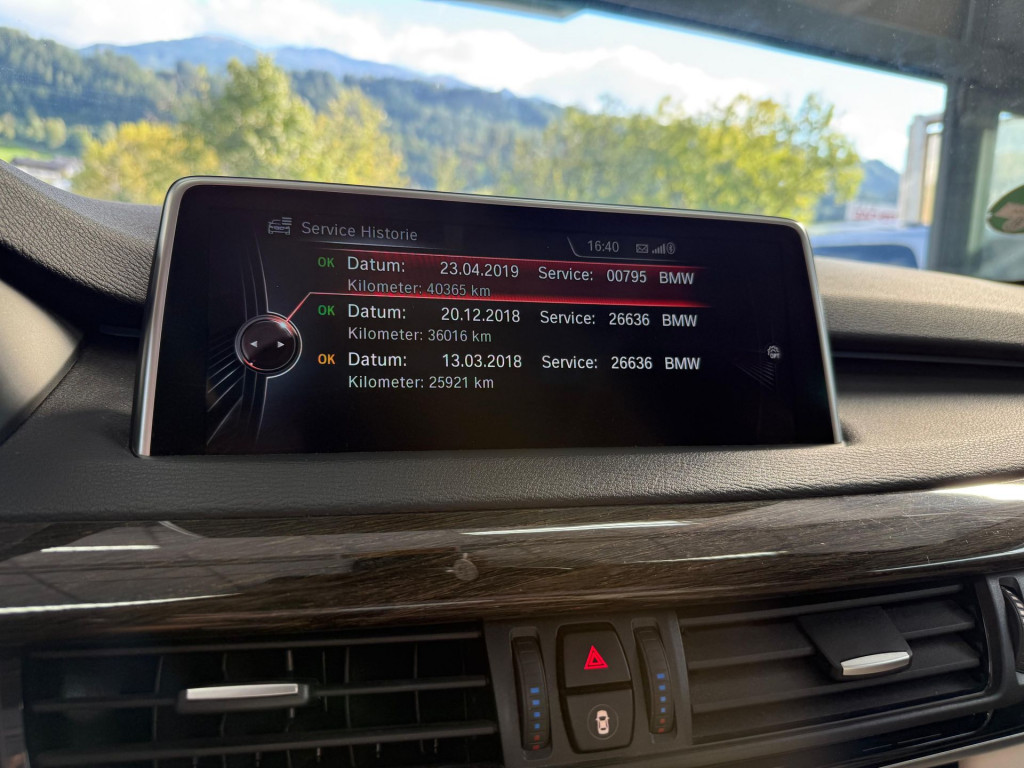 Service Historie
16:40
OK Datum: 23.04.2019 Service: 00795 BMW
Kilometer: 40365 km
OK Datum: 20.12.2018 Service: 26636 BMW
Kilometer: 36016 km
OK Datum: 13.03.2018 Service: 26636 BMW
Kilometer: 25921 km